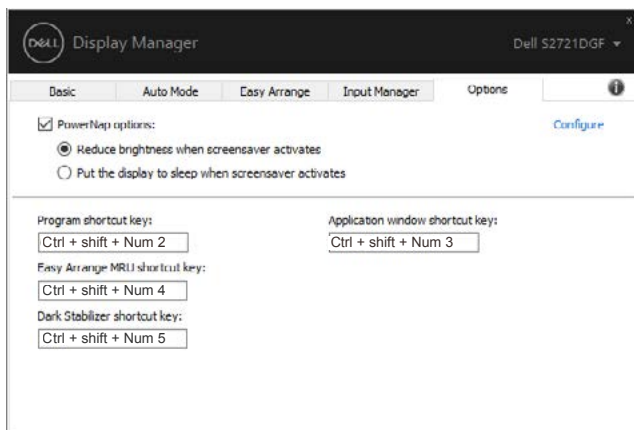 DELL Display Manager
Dell S2721DGF
x
Basic Auto Mode Easy Arrange Input Manager Options
PowerNap options:
Configure
Reduce brightness when screensaver activates
Put the display to sleep when screensaver activates
Program shortcut key:
Application window shortcut key:
Ctrl + shift + Num 2
Ctrl + shift + Num 3
Easy Arrange MRU shortcut key:
Ctrl + shift + Num 4
Dark Stabilizer shortcut key:
Ctrl + shift + Num 5